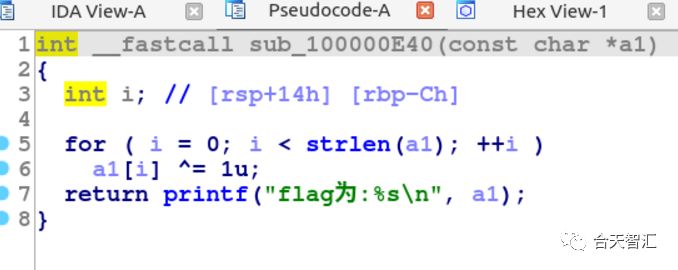 IDA View-A Pseudocode-A Hex View-1
1 int __fastcall sub_100000E40(const char *a1)
2 {
3 int i; // [rsp+14h] [rbp-Ch]
4
5 for ( i = 0; i < strlen(a1); ++i )
6 a1[i] ^= 1u;
7 return printf("flag为:%s\n", a1);
8 }
合天智汇